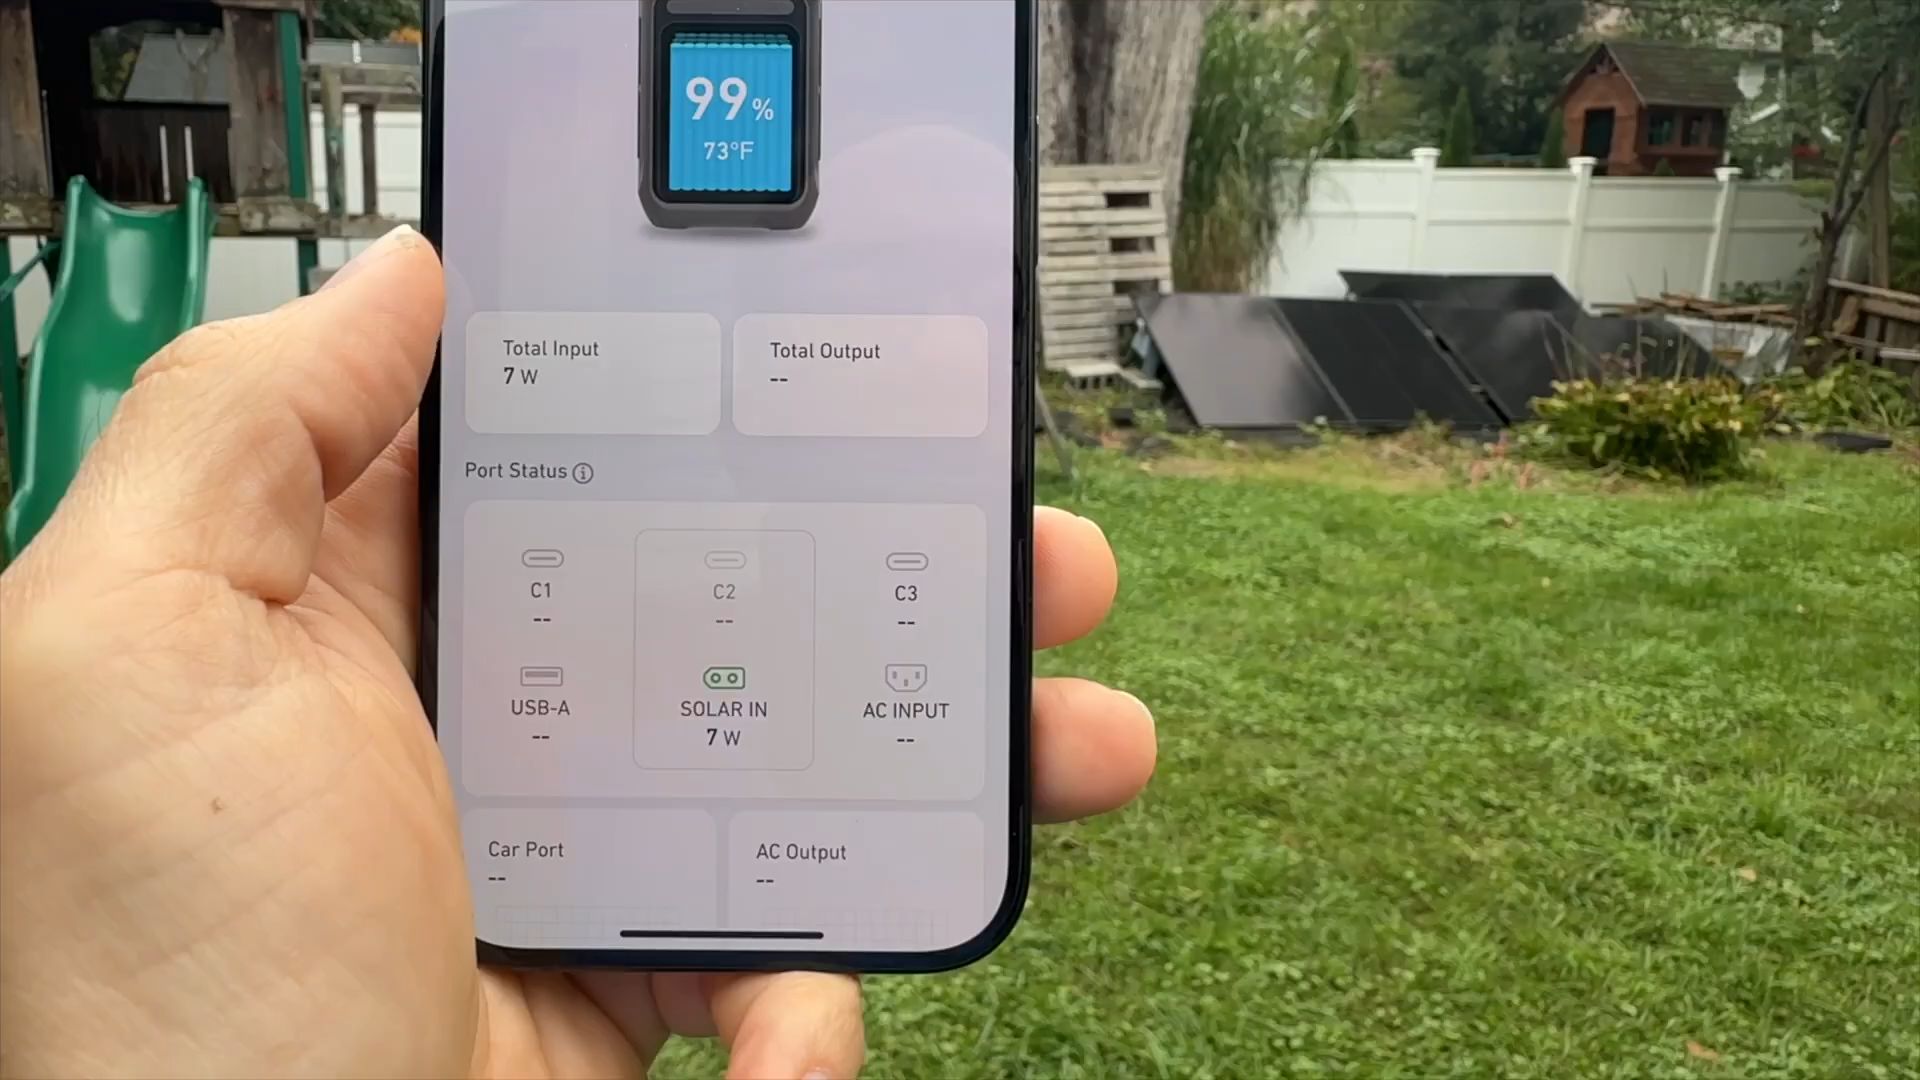 99%
73°F
Total Input
7 W
Total Output
--
Port Status
C1
--
C2
--
C3
--
USB-A
--
SOLAR IN
7 W
AC INPUT
--
Car Port
--
AC Output
--